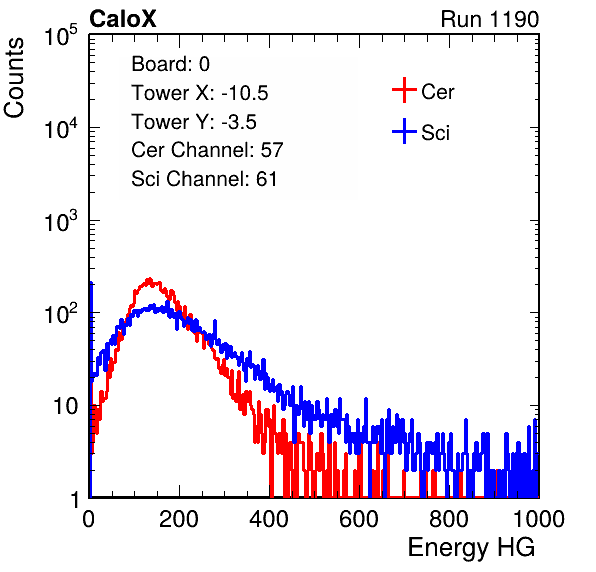 CaloX Run 1190
Counts
Board: 0
Tower X: -10.5
Tower Y: -3.5
Cer Channel: 57
Sci Channel: 61
Cer
Sci
10^5
10^4
10^3
10^2
10
1
0 200 400 600 800 1000
Energy HG